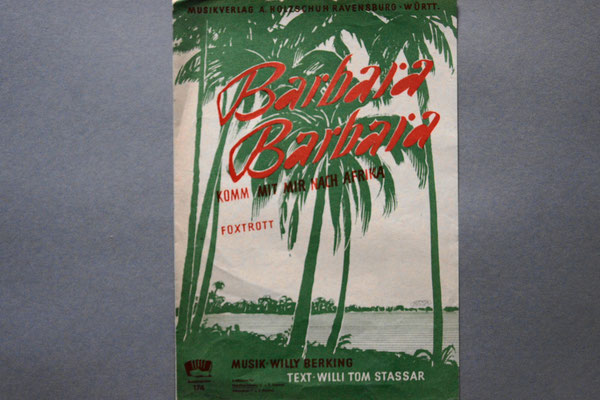 MUSIKVERLAG A. HOLZSCHUH RAVENSBURG - WÜRTT.
Barbara
Barbara
KOMM MIT MIR NACH AFRIKA
FOXTROTT
MUSIK · WILLY BERKING
TEXT · WILLI TOM STASSAR